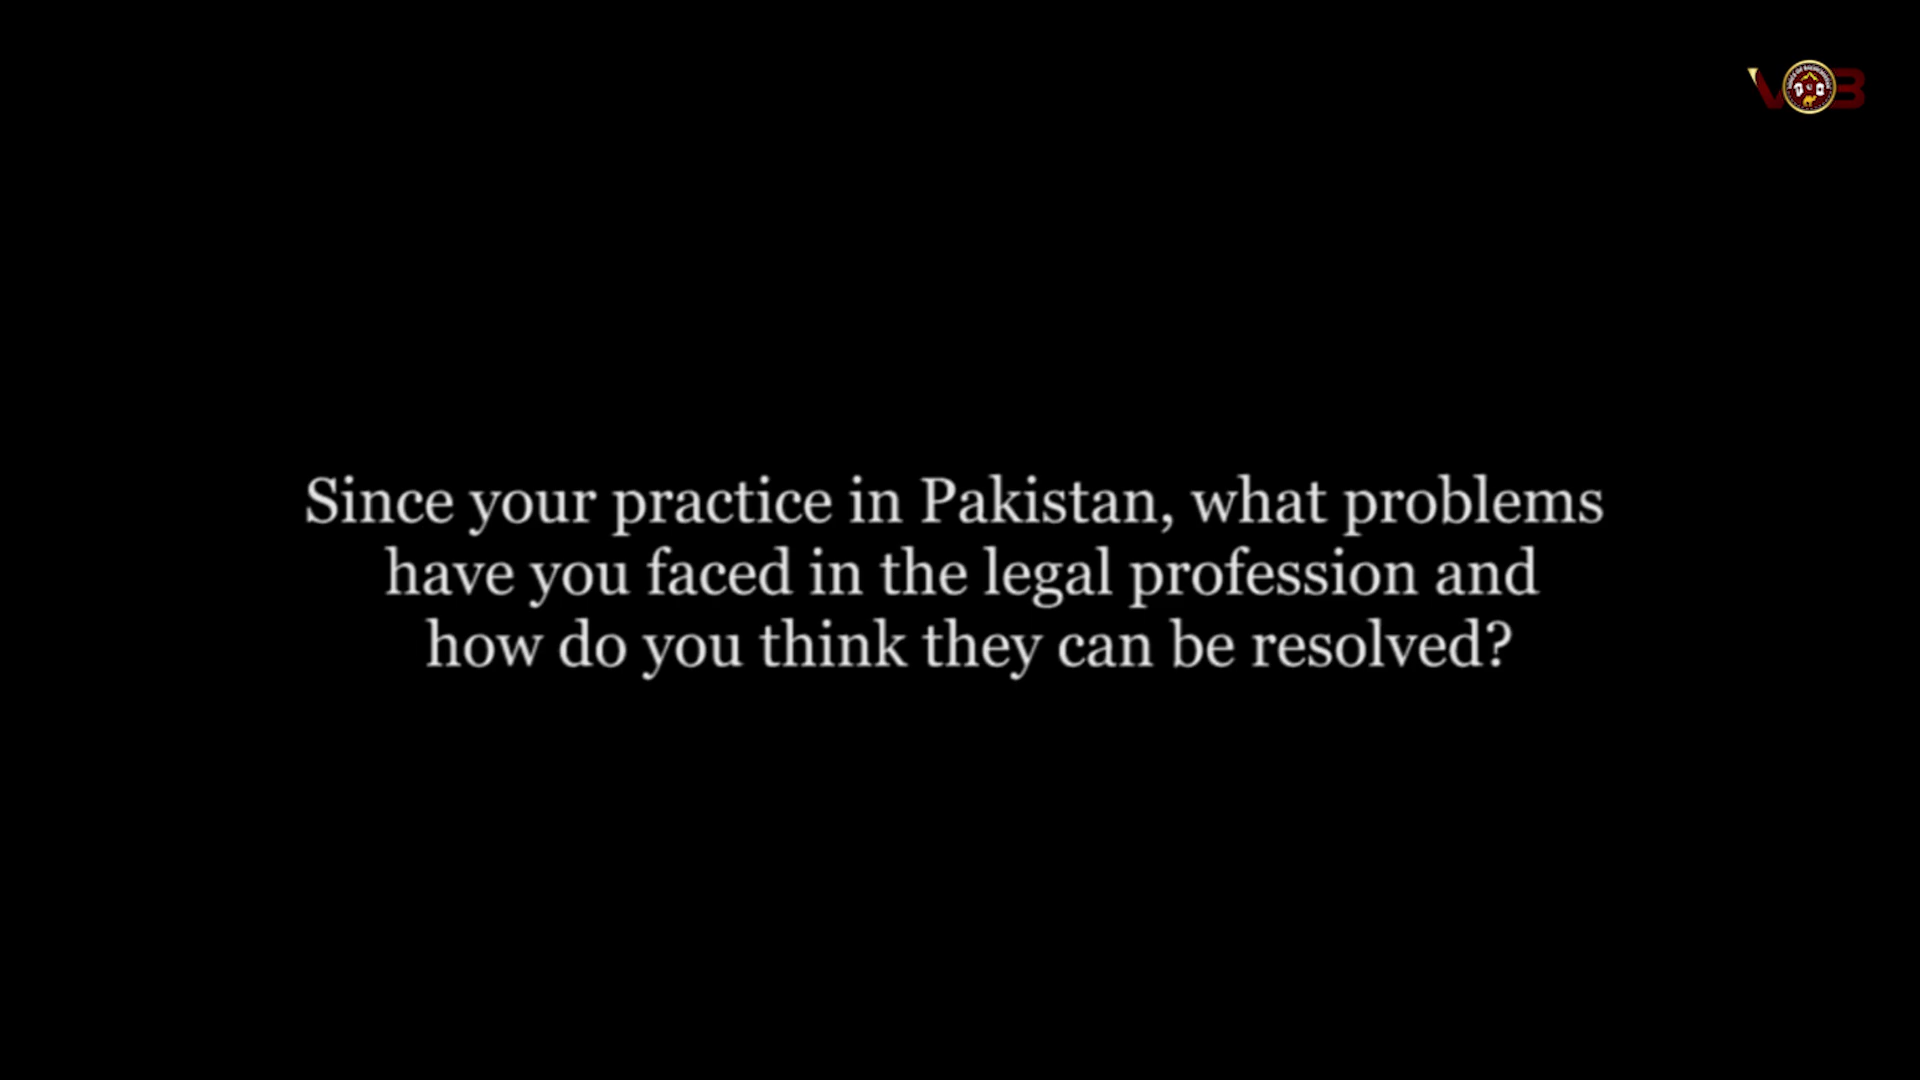 VOB
Since your practice in Pakistan, what problems
have you faced in the legal profession and
how do you think they can be resolved?